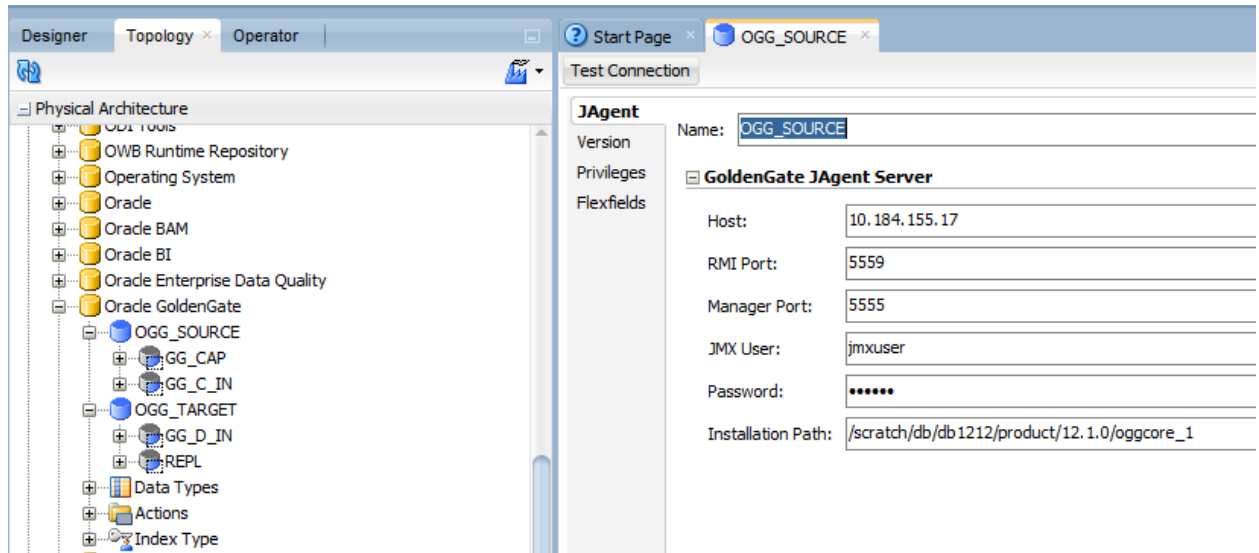 Designer Topology Operator
Physical Architecture
ODI Tools
OWB Runtime Repository
Operating System
Oracle
Oracle BAM
Oracle BI
Oracle Enterprise Data Quality
Oracle GoldenGate
OGG_SOURCE
GG_CAP
GG_C_IN
OGG_TARGET
GG_D_IN
REPL
Data Types
Actions
Index Type
Start Page OGG_SOURCE
Test Connection
JAgent
Version
Privileges
Flexfields
Name: OGG_SOURCE
GoldenGate JAgent Server
Host: 10.184.155.17
RMI Port: 5559
Manager Port: 5555
JMX User: jmxuser
Password: ••••••
Installation Path: /scratch/db/db1212/product/12.1.0/oggcore_1